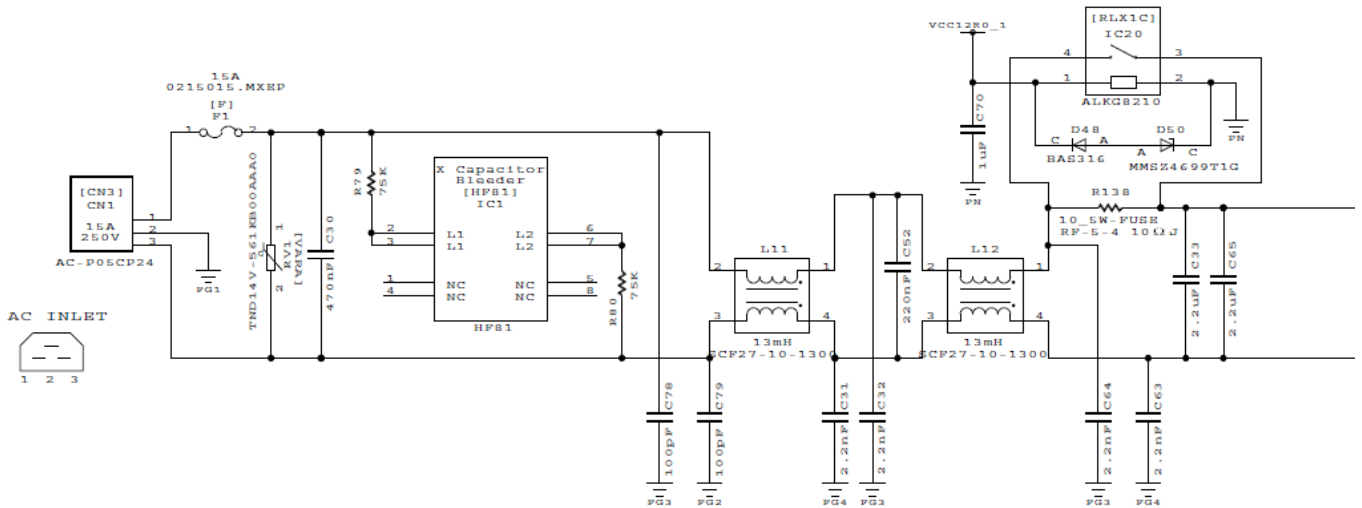 VCC12R0_1
[RLX1C]
IC20
4
3
1
2
ALKG8210
C70
1uF
PN
PN
D48
C
A
BAS316
D50
A
C
MMSZ4699T1G
15A
0215015.MXEP
[F]
F1
1
2
[CN3]
CN1
15A
250V
1
2
3
AC-P05CP24
FG1
AC INLET
1 2 3
TND14V-561KB00AAA0
RV1
[VARA]
1
2
C30
470nF
R79
75K
X Capacitor
Bleeder
[HF81]
IC1
2
L1
3
L1
1
NC
4
NC
L2
6
L2
7
NC
5
NC
8
HF81
R80
75K
L11
2
1
3
4
13mH
SCF27-10-1300
C52
220nF
L12
2
1
3
4
13mH
SCF27-10-1300
R138
10_5W-FUSE
RF-5-4 10ΩJ
C33
2.2uF
C65
2.2uF
C78
100pF
FG3
C79
100pF
FG2
C31
2.2nF
FG4
C32
2.2nF
FG3
C64
2.2nF
FG3
C63
2.2nF
FG4